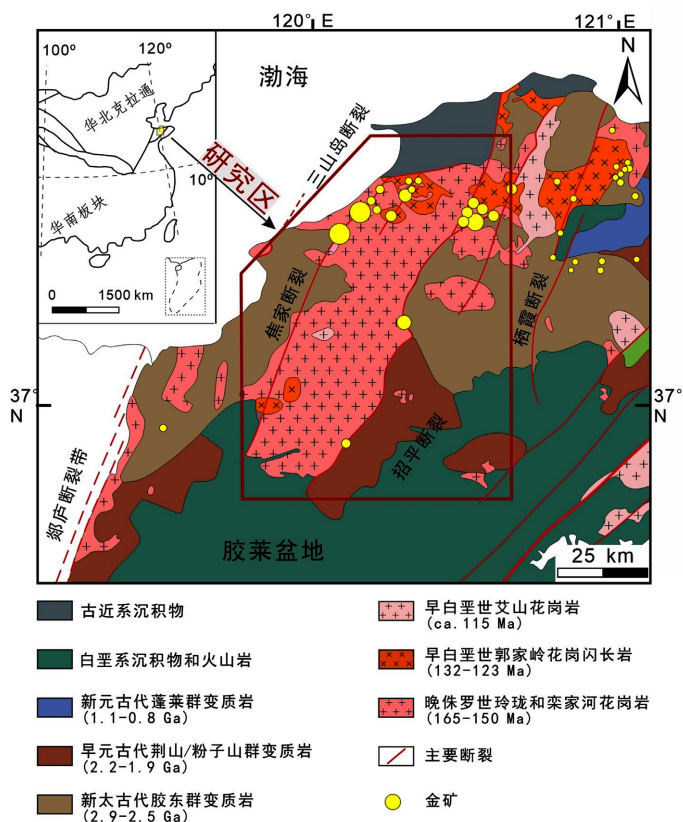 120° E
121° E
100°
120°
10°
华北克拉通
华南板块
0
1500 km
渤海
N
研究区
三山岛断裂
焦家断裂
栖霞断裂
招平断裂
郯庐断裂带
胶莱盆地
37°
N
37°
N
25 km
古近系沉积物
白垩系沉积物和火山岩
新元古代蓬莱群变质岩
(1.1-0.8 Ga)
早元古代荆山/粉子山群变质岩
(2.2-1.9 Ga)
新太古代胶东群变质岩
(2.9-2.5 Ga)
早白垩世艾山花岗岩
(ca.115 Ma)
早白垩世郭家岭花岗闪长岩
(132-123 Ma)
晚侏罗世玲珑和栾家河花岗岩
(165-150 Ma)
主要断裂
金矿